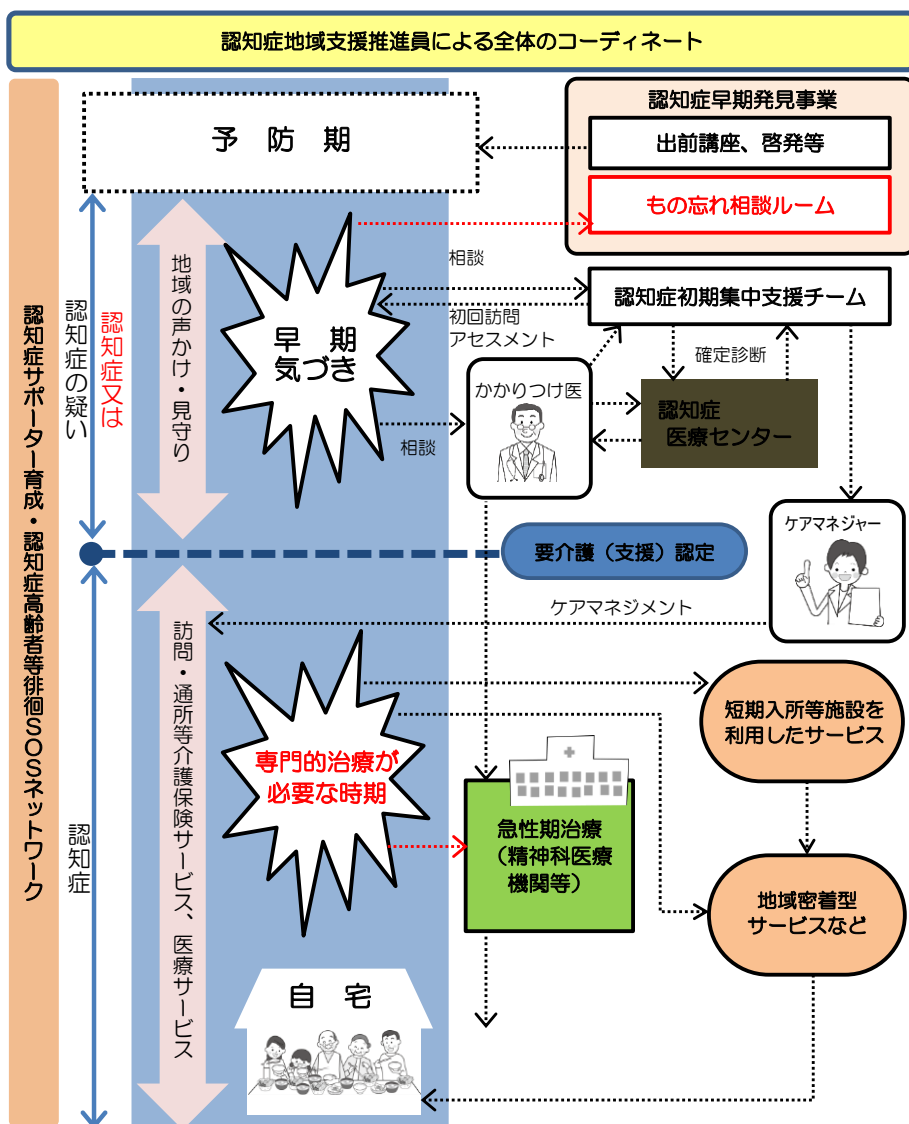 認知症地域支援推進員による全体のコーディネート
認知症サポーター育成・認知症高齢者等徘徊SOSネットワーク
予防期
認知症早期発見事業
出前講座、啓発等
もの忘れ相談ルーム
認知症又は
認知症の疑い
地域の声かけ・見守り
早期
気づき
相談
初回訪問
アセスメント
認知症初期集中支援チーム
確定診断
かかりつけ医
相談
認知症
医療センター
ケアマネジャー
要介護（支援）認定
ケアマネジメント
認知症
訪問・通所等介護保険サービス、医療サービス
専門的治療が
必要な時期
短期入所等施設を
利用したサービス
急性期治療
（精神科医療
機関等）
地域密着型
サービスなど
自宅